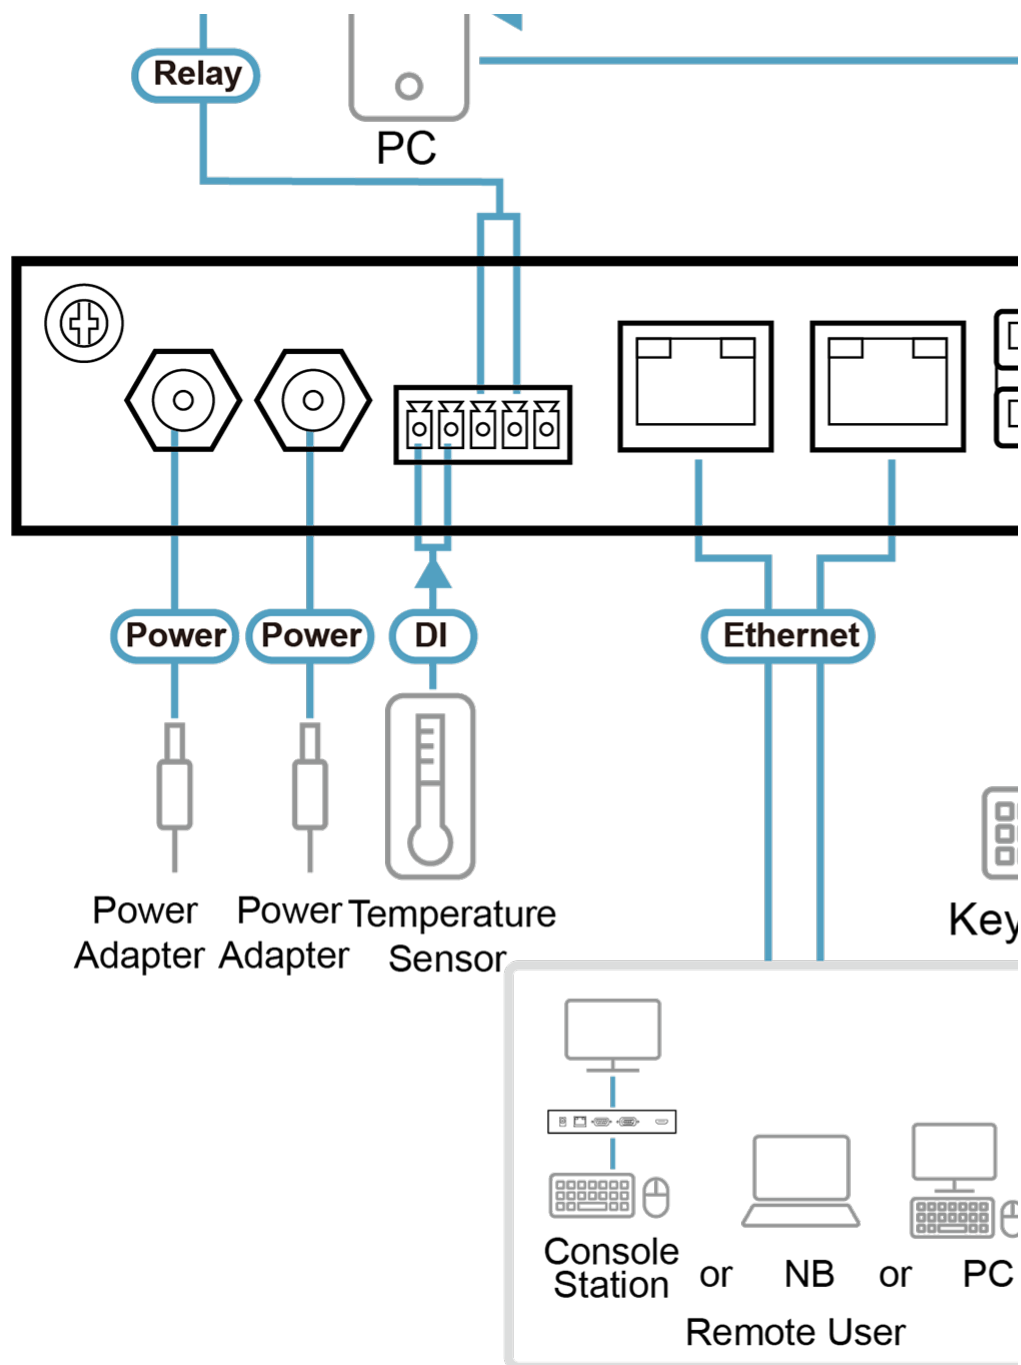 Relay
PC
Power
Power
DI
Ethernet
Power
Adapter
Power
Adapter
Temperature
Sensor
Key
Console
Station
or
NB
or
PC
Remote User